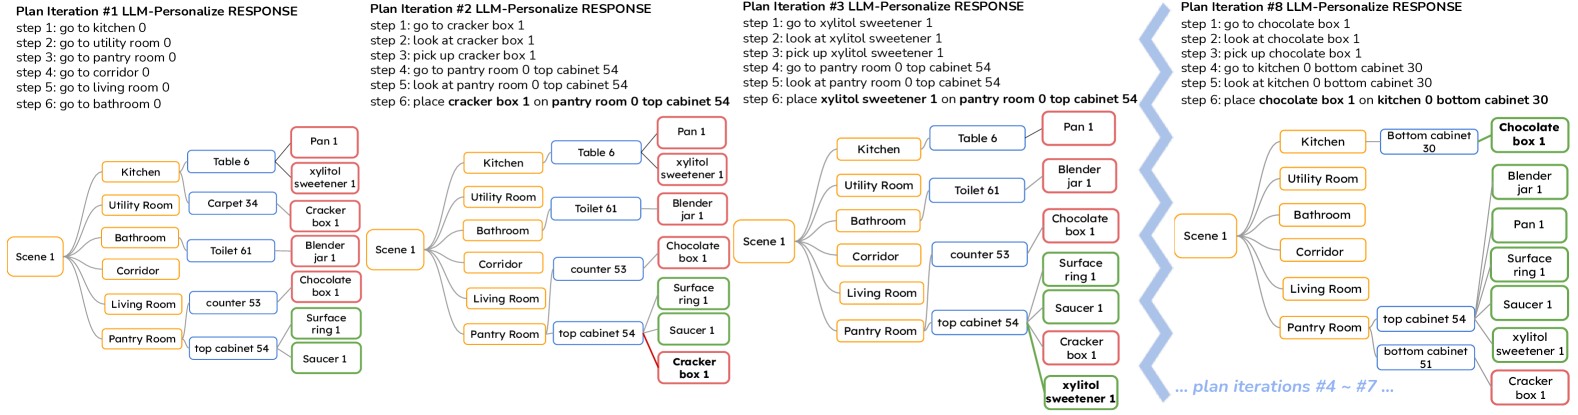 Plan Iteration #1 LLM-Personalize RESPONSE
step 1: go to kitchen 0
step 2: go to utility room 0
step 3: go to pantry room 0
step 4: go to corridor 0
step 5: go to living room 0
step 6: go to bathroom 0
Scene 1
Kitchen
Utility Room
Bathroom
Corridor
Living Room
Pantry Room
Table 6
Carpet 34
Toilet 61
counter 53
top cabinet 54
Pan 1
xylitol
sweetener 1
Cracker
box 1
Blender
jar 1
Chocolate
box 1
Surface
ring 1
Saucer 1
Plan Iteration #2 LLM-Personalize RESPONSE
step 1: go to cracker box 1
step 2: look at cracker box 1
step 3: pick up cracker box 1
step 4: go to pantry room 0 top cabinet 54
step 5: look at pantry room 0 top cabinet 54
step 6: place cracker box 1 on pantry room 0 top cabinet 54
Scene 1
Kitchen
Utility Room
Bathroom
Corridor
Living Room
Pantry Room
Table 6
Toilet 61
counter 53
top cabinet 54
Pan 1
xylitol
sweetener 1
Blender
jar 1
Chocolate
box 1
Surface
ring 1
Saucer 1
Cracker
box 1
Plan Iteration #3 LLM-Personalize RESPONSE
step 1: go to xylitol sweetener 1
step 2: look at xylitol sweetener 1
step 3: pick up xylitol sweetener 1
step 4: go to pantry room 0 top cabinet 54
step 5: look at pantry room 0 top cabinet 54
step 6: place xylitol sweetener 1 on pantry room 0 top cabinet 54
Scene 1
Kitchen
Utility Room
Bathroom
Corridor
Living Room
Pantry Room
Table 6
Toilet 61
counter 53
top cabinet 54
Pan 1
Blender
jar 1
Chocolate
box 1
Surface
ring 1
Saucer 1
Cracker
box 1
xylitol
sweetener 1
Plan Iteration #8 LLM-Personalize RESPONSE
step 1: go to chocolate box 1
step 2: look at chocolate box 1
step 3: pick up chocolate box 1
step 4: go to kitchen 0 bottom cabinet 30
step 5: look at kitchen 0 bottom cabinet 30
step 6: place chocolate box 1 on kitchen 0 bottom cabinet 30
Scene 1
Kitchen
Utility Room
Bathroom
Corridor
Living Room
Pantry Room
Bottom cabinet
30
top cabinet 54
bottom cabinet
51
Chocolate
box 1
Blender
jar 1
Pan 1
Surface
ring 1
Saucer 1
xylitol
sweetener 1
Cracker
box 1
... plan iterations #4 ~ #7 ...